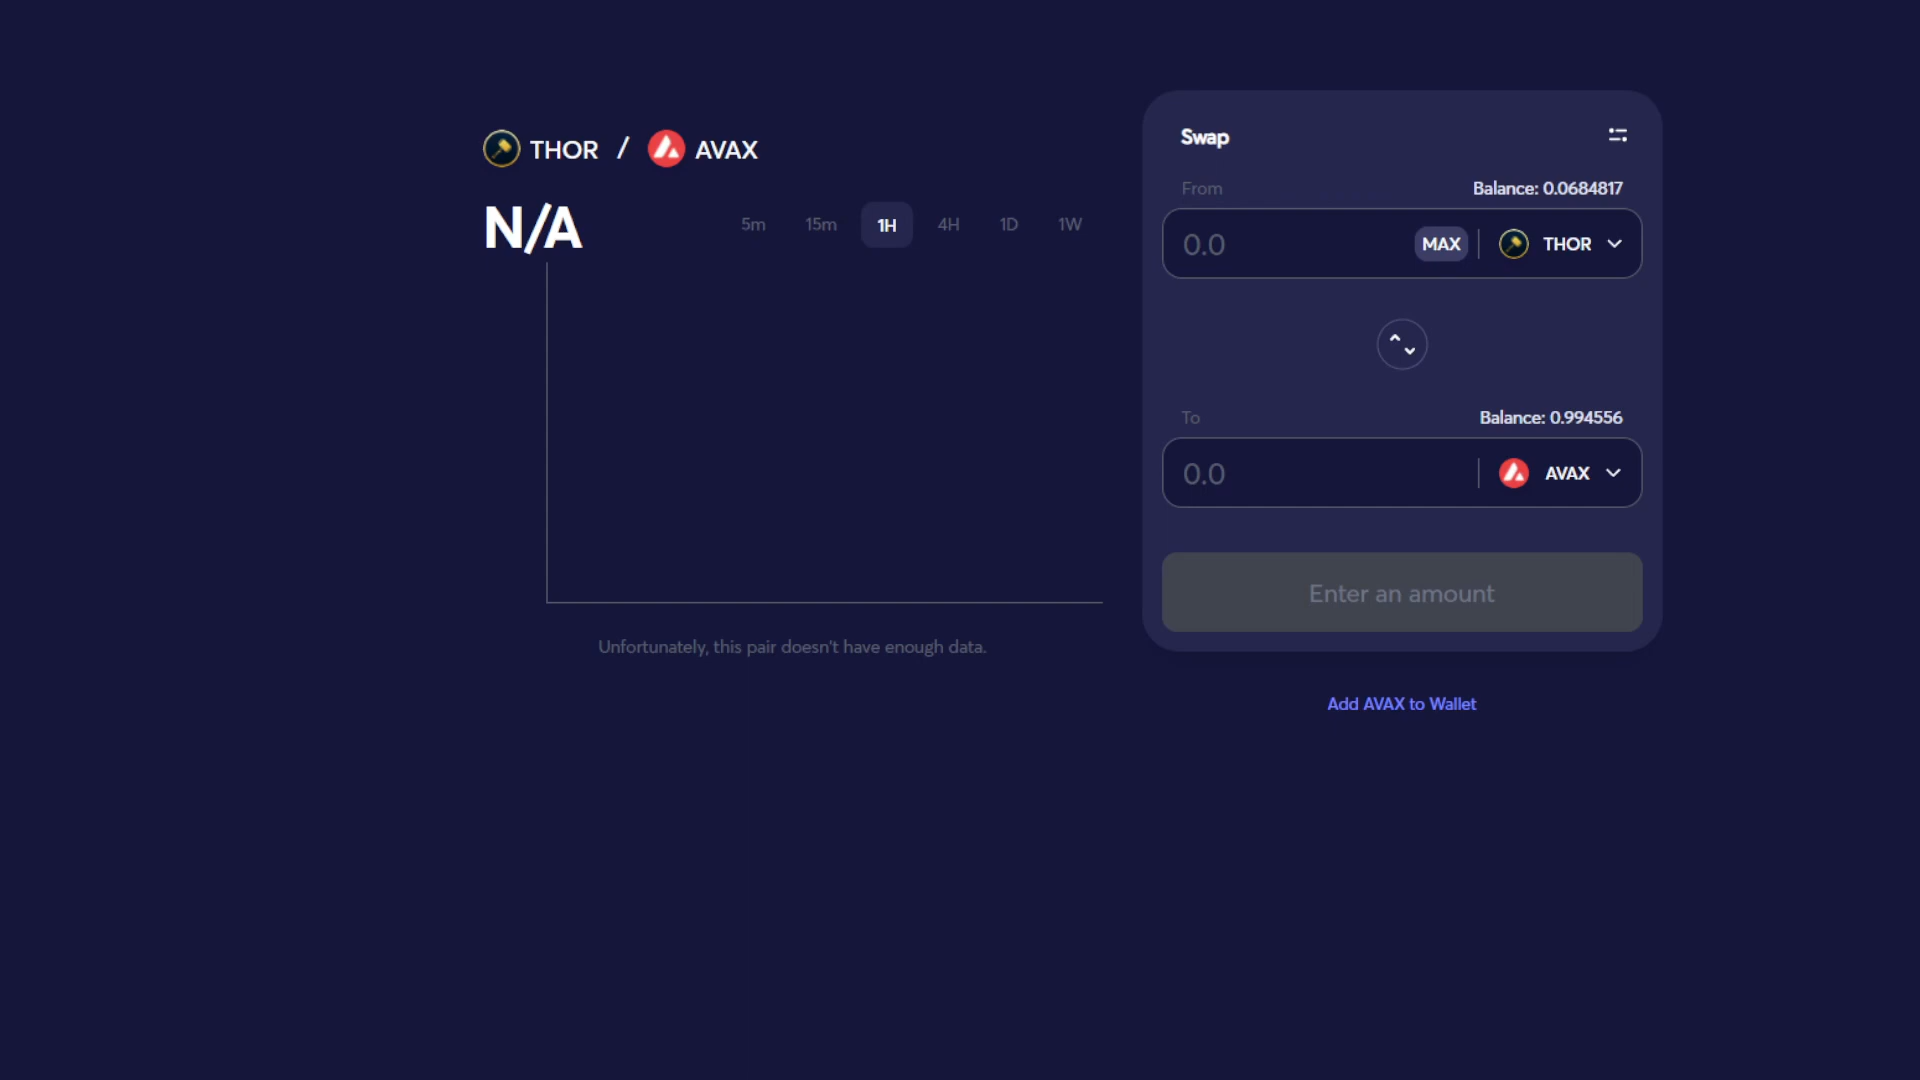 THOR / AVAX
N/A
5m 15m 1H 4H 1D 1W
Unfortunately, this pair doesn't have enough data.
Swap
From Balance: 0.0684817
0.0 MAX THOR
To Balance: 0.994556
0.0 AVAX
Enter an amount
Add AVAX to Wallet